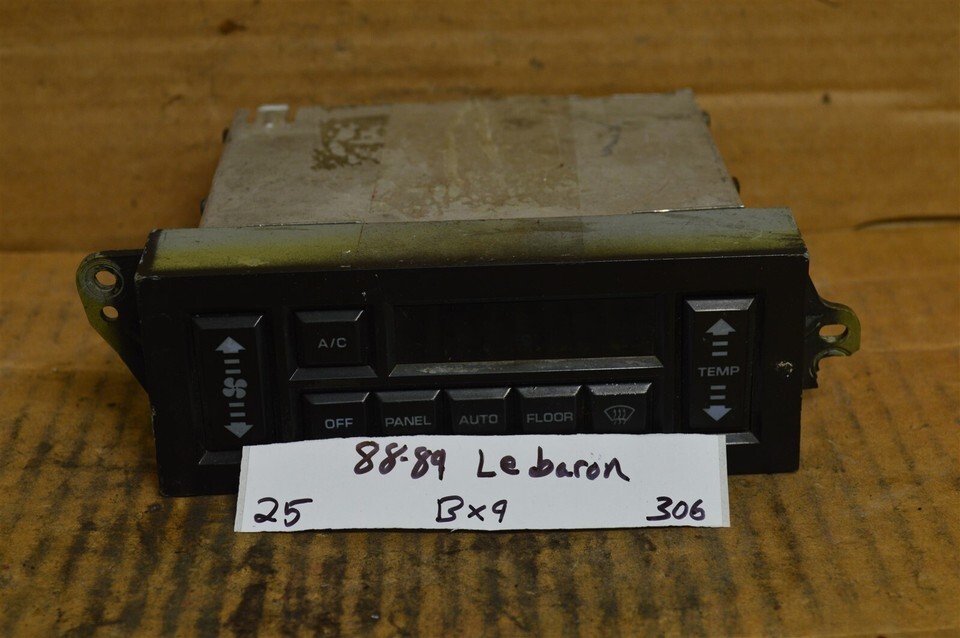 A/C
TEMP
OFF PANEL AUTO FLOOR
88-89 Lebaron
25 Bx9 306